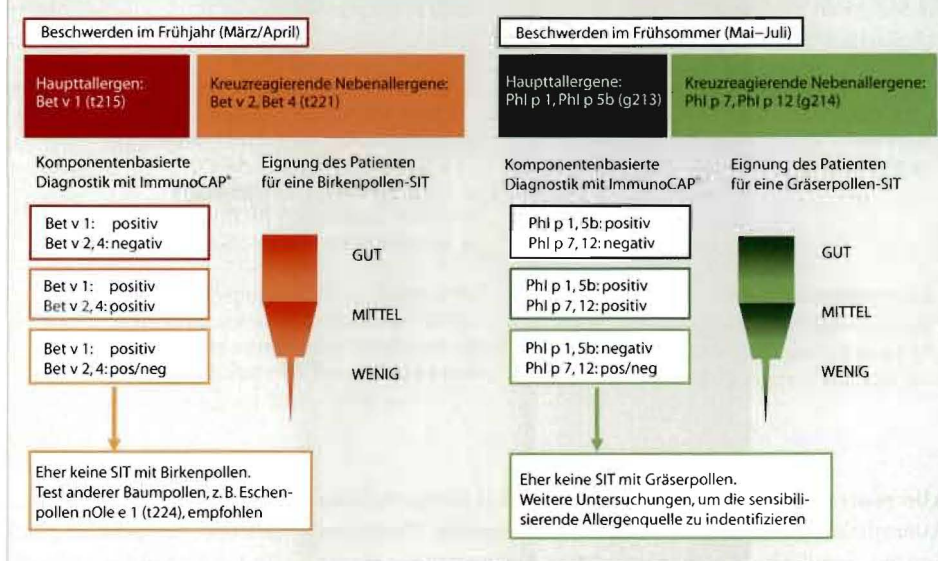 Beschwerden im Frühjahr (März/April)
Haupttallergen:
Bet v 1 (t215)
Kreuzreagierende Nebenallergene:
Bet v 2, Bet 4 (t221)
Komponentenbasierte
Diagnostik mit ImmunoCAP®
Eignung des Patienten
für eine Birkenpollen-SIT
Bet v 1: positiv
Bet v 2, 4: negativ
GUT
Bet v 1: positiv
Bet v 2, 4: positiv
MITTEL
Bet v 1: positiv
Bet v 2, 4: pos/neg
WENIG
Eher keine SIT mit Birkenpollen.
Test anderer Baumpollen, z. B. Eschen-
pollen nOle e 1 (t224), empfohlen
Beschwerden im Frühsommer (Mai–Juli)
Haupttallergene:
Phl p 1, Phl p 5b (g213)
Kreuzreagierende Nebenallergene:
Phl p 7, Phl p 12 (g214)
Komponentenbasierte
Diagnostik mit ImmunoCAP®
Eignung des Patienten
für eine Gräserpollen-SIT
Phl p 1, 5b: positiv
Phl p 7, 12: negativ
GUT
Phl p 1, 5b: positiv
Phl p 7, 12: positiv
MITTEL
Phl p 1, 5b: negativ
Phl p 7, 12: pos/neg
WENIG
Eher keine SIT mit Gräserpollen.
Weitere Untersuchungen, um die sensibili-
sierende Allergenquelle zu indentifizieren